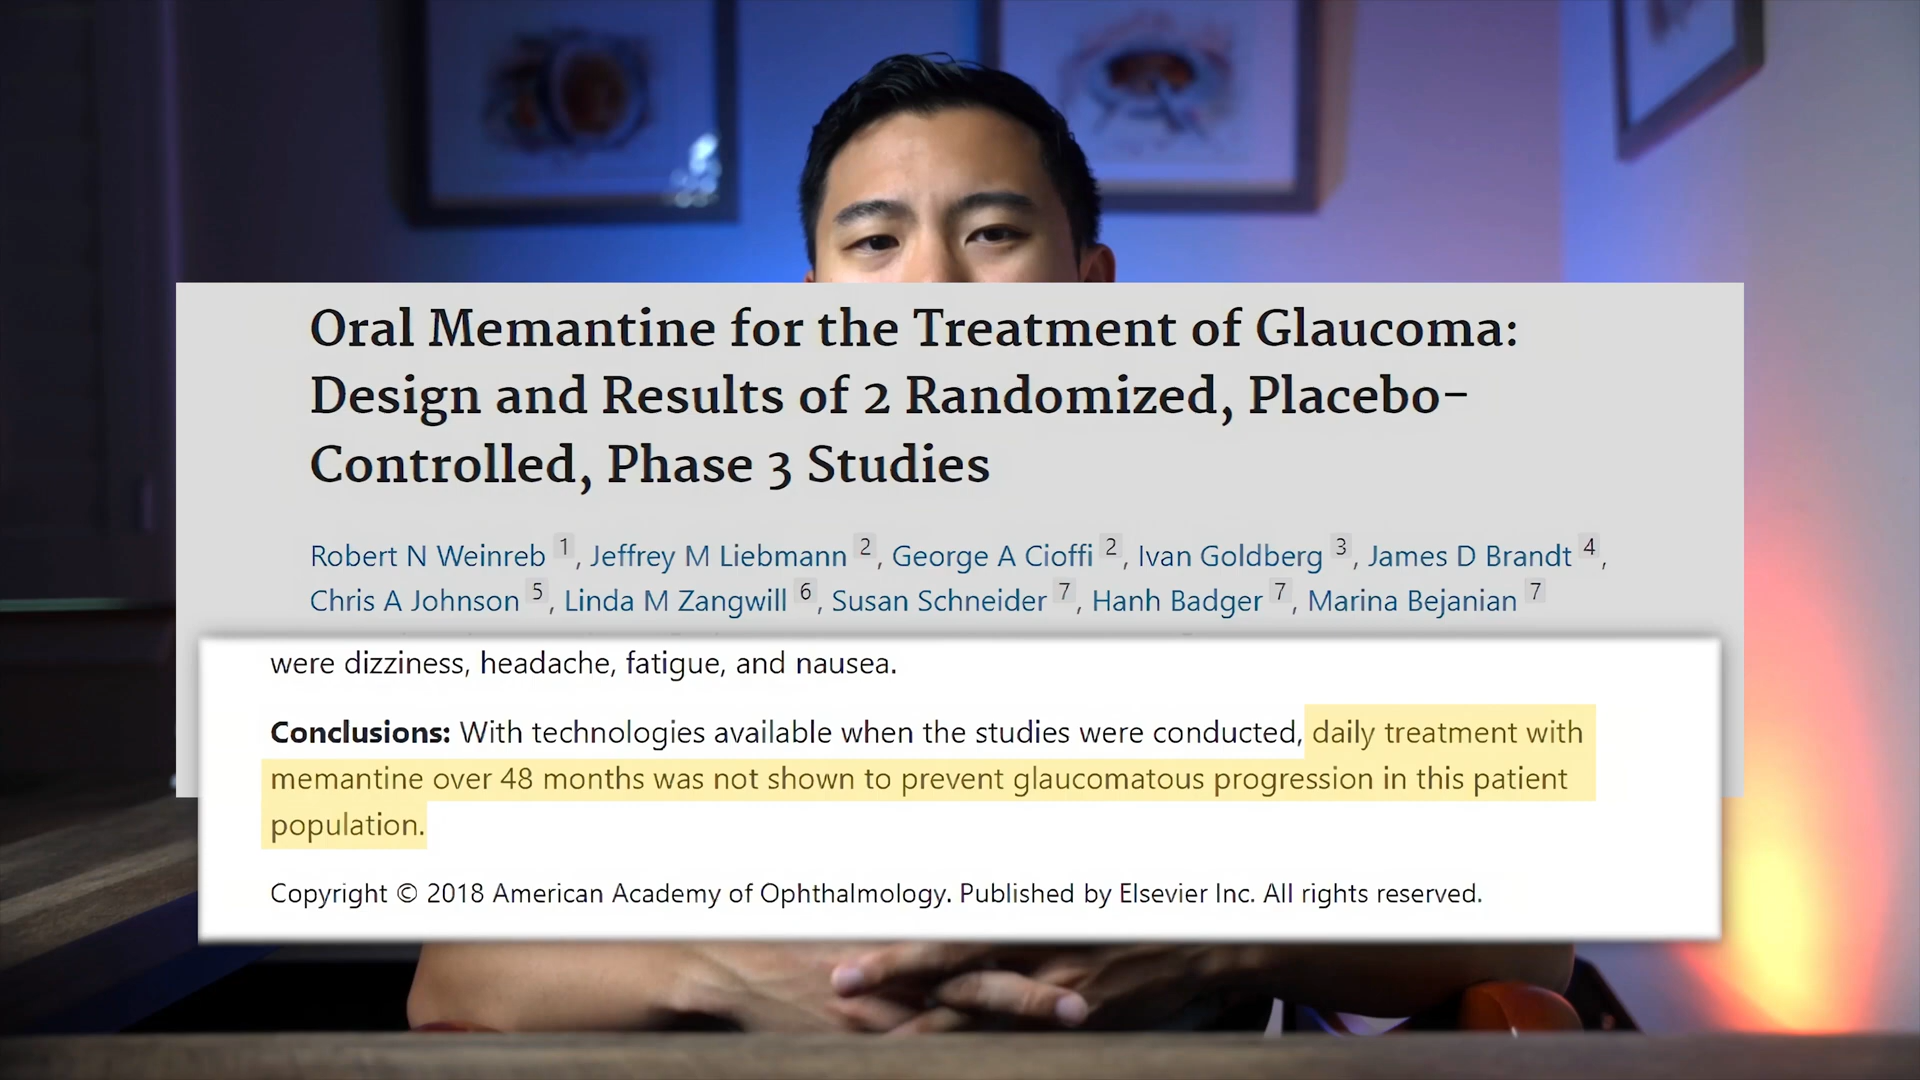 Oral Memantine for the Treatment of Glaucoma:
Design and Results of 2 Randomized, Placebo-
Controlled, Phase 3 Studies
Robert N Weinreb 1, Jeffrey M Liebmann 2, George A Cioffi 2, Ivan Goldberg 3, James D Brandt 4,
Chris A Johnson 5, Linda M Zangwill 6, Susan Schneider 7, Hanh Badger 7, Marina Bejanian 7
were dizziness, headache, fatigue, and nausea.
Conclusions: With technologies available when the studies were conducted, daily treatment with
memantine over 48 months was not shown to prevent glaucomatous progression in this patient
population.
Copyright © 2018 American Academy of Ophthalmology. Published by Elsevier Inc. All rights reserved.